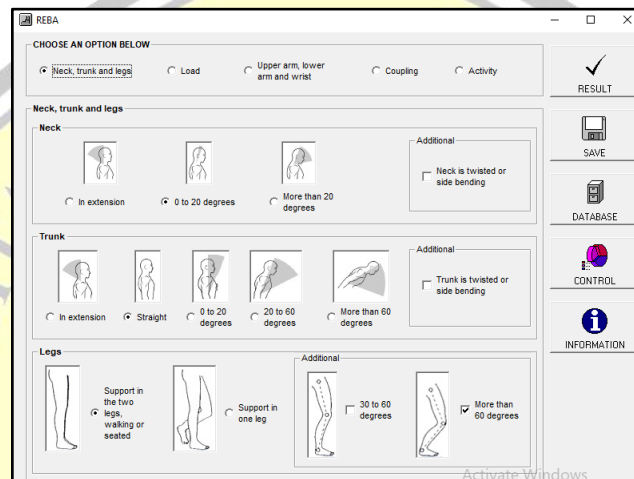 REBA
CHOOSE AN OPTION BELOW
Neck, trunk and legs
Load
Upper arm, lower
arm and wrist
Coupling
Activity
RESULT
SAVE
DATABASE
CONTROL
INFORMATION
Neck, trunk and legs
Neck
In extension
0 to 20 degrees
More than 20
degrees
Additional
Neck is twisted or
side bending
Trunk
In extension
Straight
0 to 20
degrees
20 to 60
degrees
More than 60
degrees
Additional
Trunk is twisted or
side bending
Legs
Support in
the two
legs,
walking or
seated
Support in
one leg
Additional
30 to 60
degrees
More than
60 degrees
Activate Windows